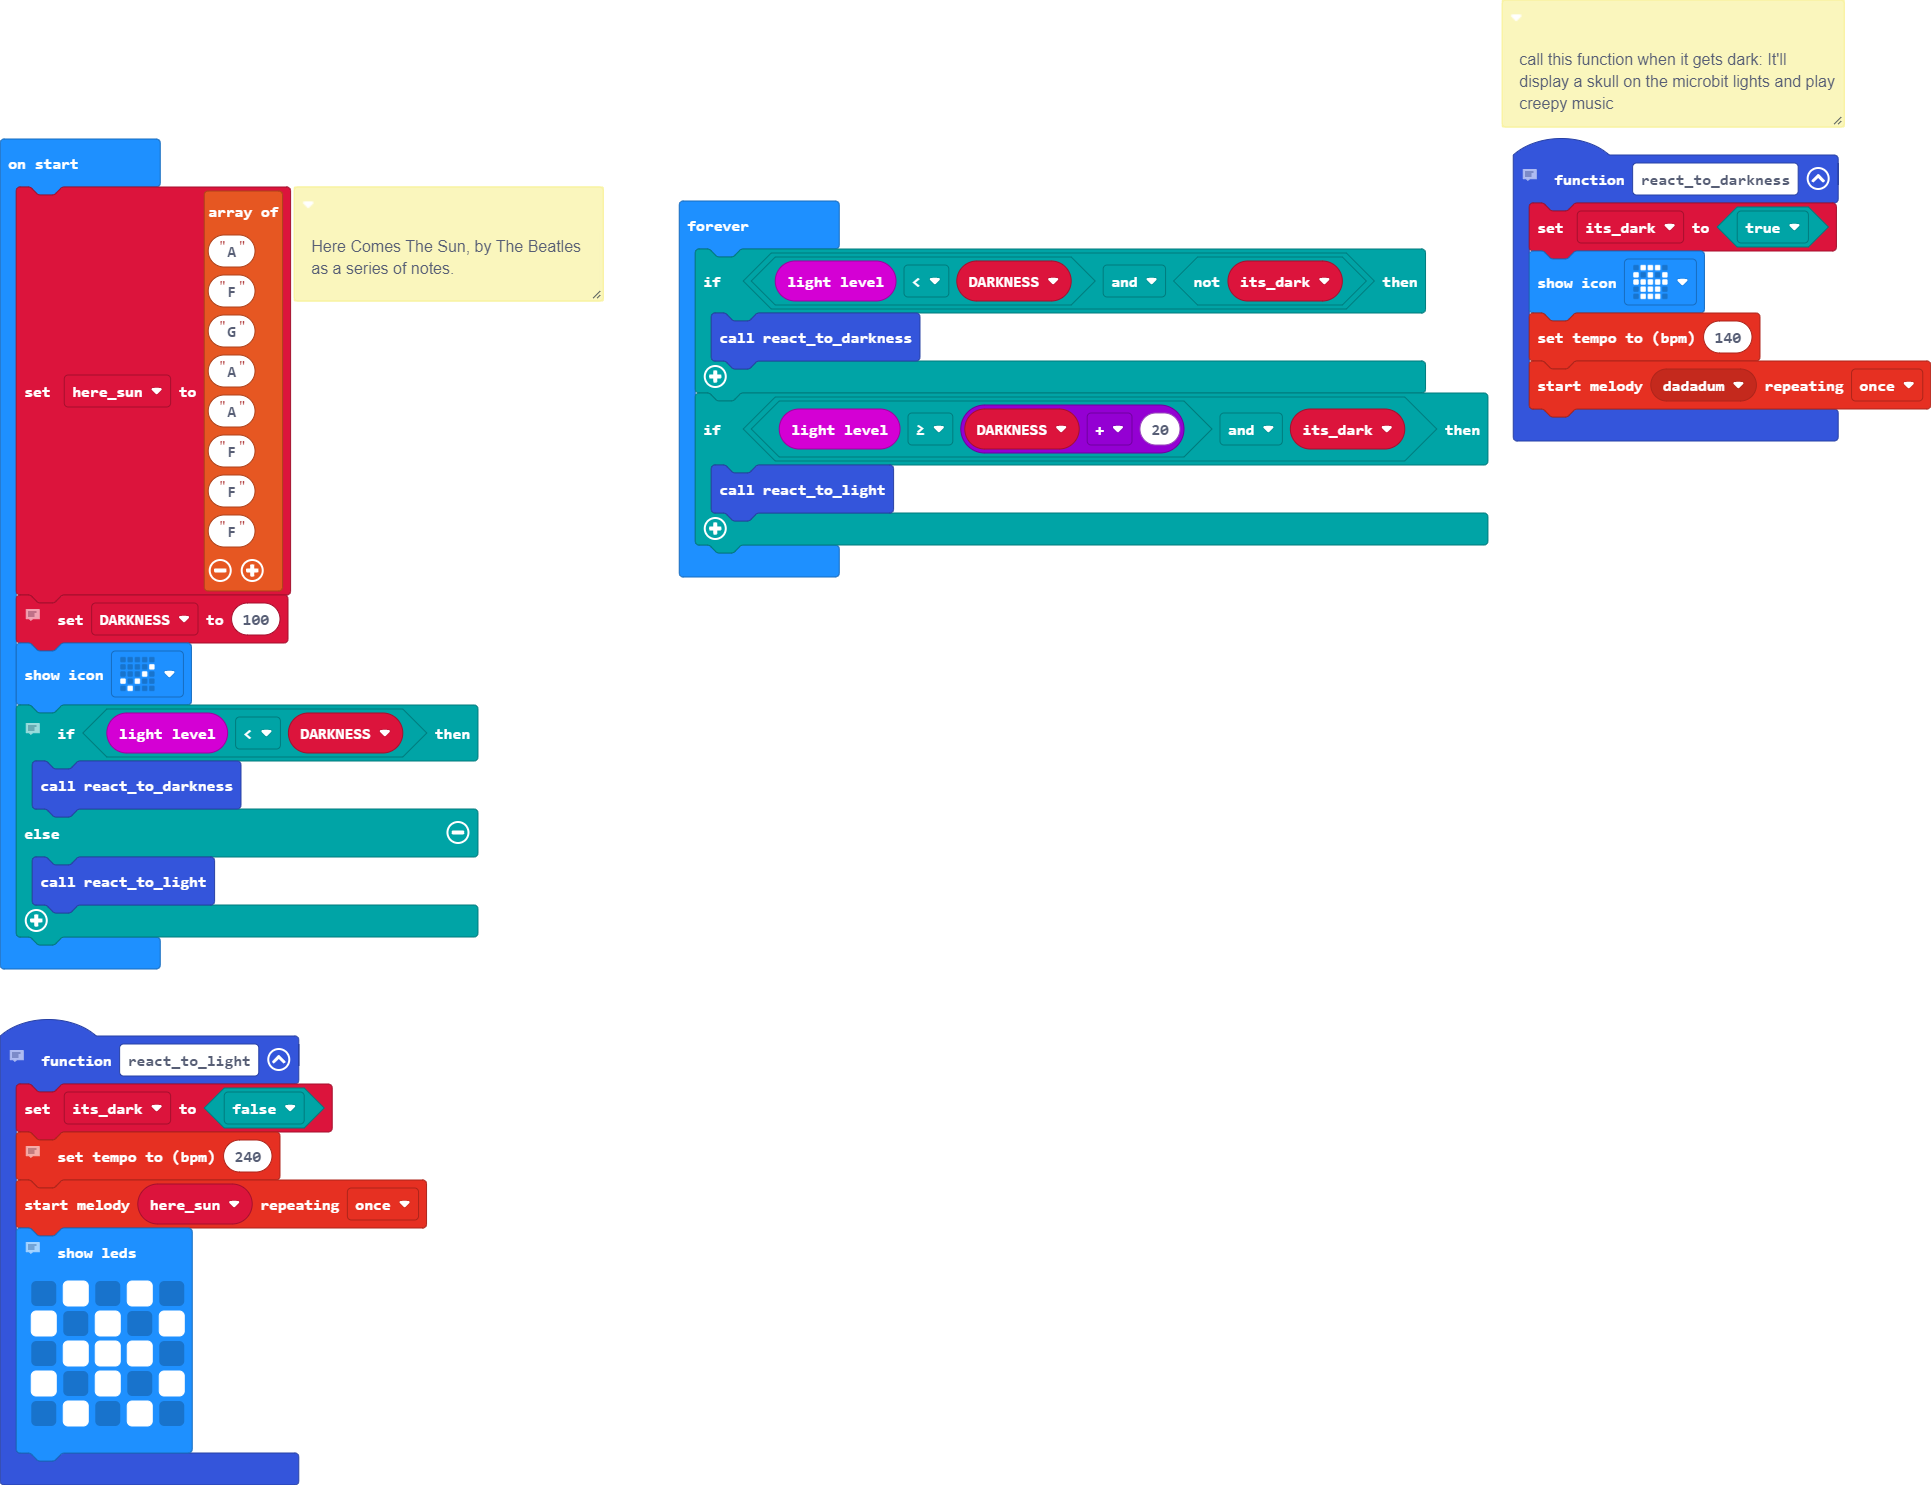 call this function when it gets dark: It'll
display a skull on the microbit lights and play
creepy music
on start
set here_sun to
array of
"A"
"F"
"G"
"A"
"A"
"F"
"F"
"F"
Here Comes The Sun, by The Beatles
as a series of notes.
set DARKNESS to 100
show icon
if light level < DARKNESS then
call react_to_darkness
else
call react_to_light
forever
if light level < DARKNESS and not its_dark then
call react_to_darkness
if light level ≥ DARKNESS + 20 and its_dark then
call react_to_light
function react_to_darkness
set its_dark to true
show icon
set tempo to (bpm) 140
start melody dadadum repeating once
function react_to_light
set its_dark to false
set tempo to (bpm) 240
start melody here_sun repeating once
show leds